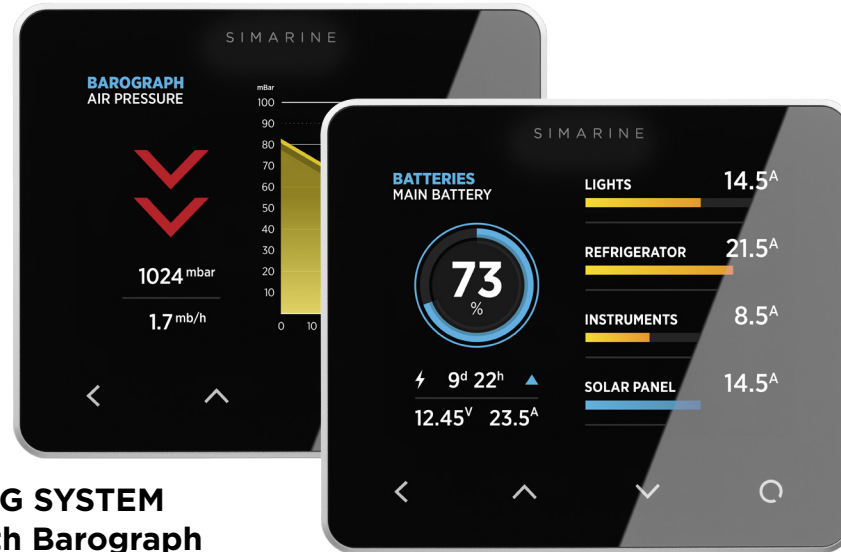 SIMARINE
BAROGRAPH
AIR PRESSURE
1024 mbar
1.7 mb/h
mBar
100
90
80
70
60
50
40
30
20
10
0 10
SIMARINE
BATTERIES
MAIN BATTERY
73
%
9d 22h
12.45V 23.5A
LIGHTS 14.5A
REFRIGERATOR 21.5A
INSTRUMENTS 8.5A
SOLAR PANEL 14.5A
G SYSTEM
th Barograph